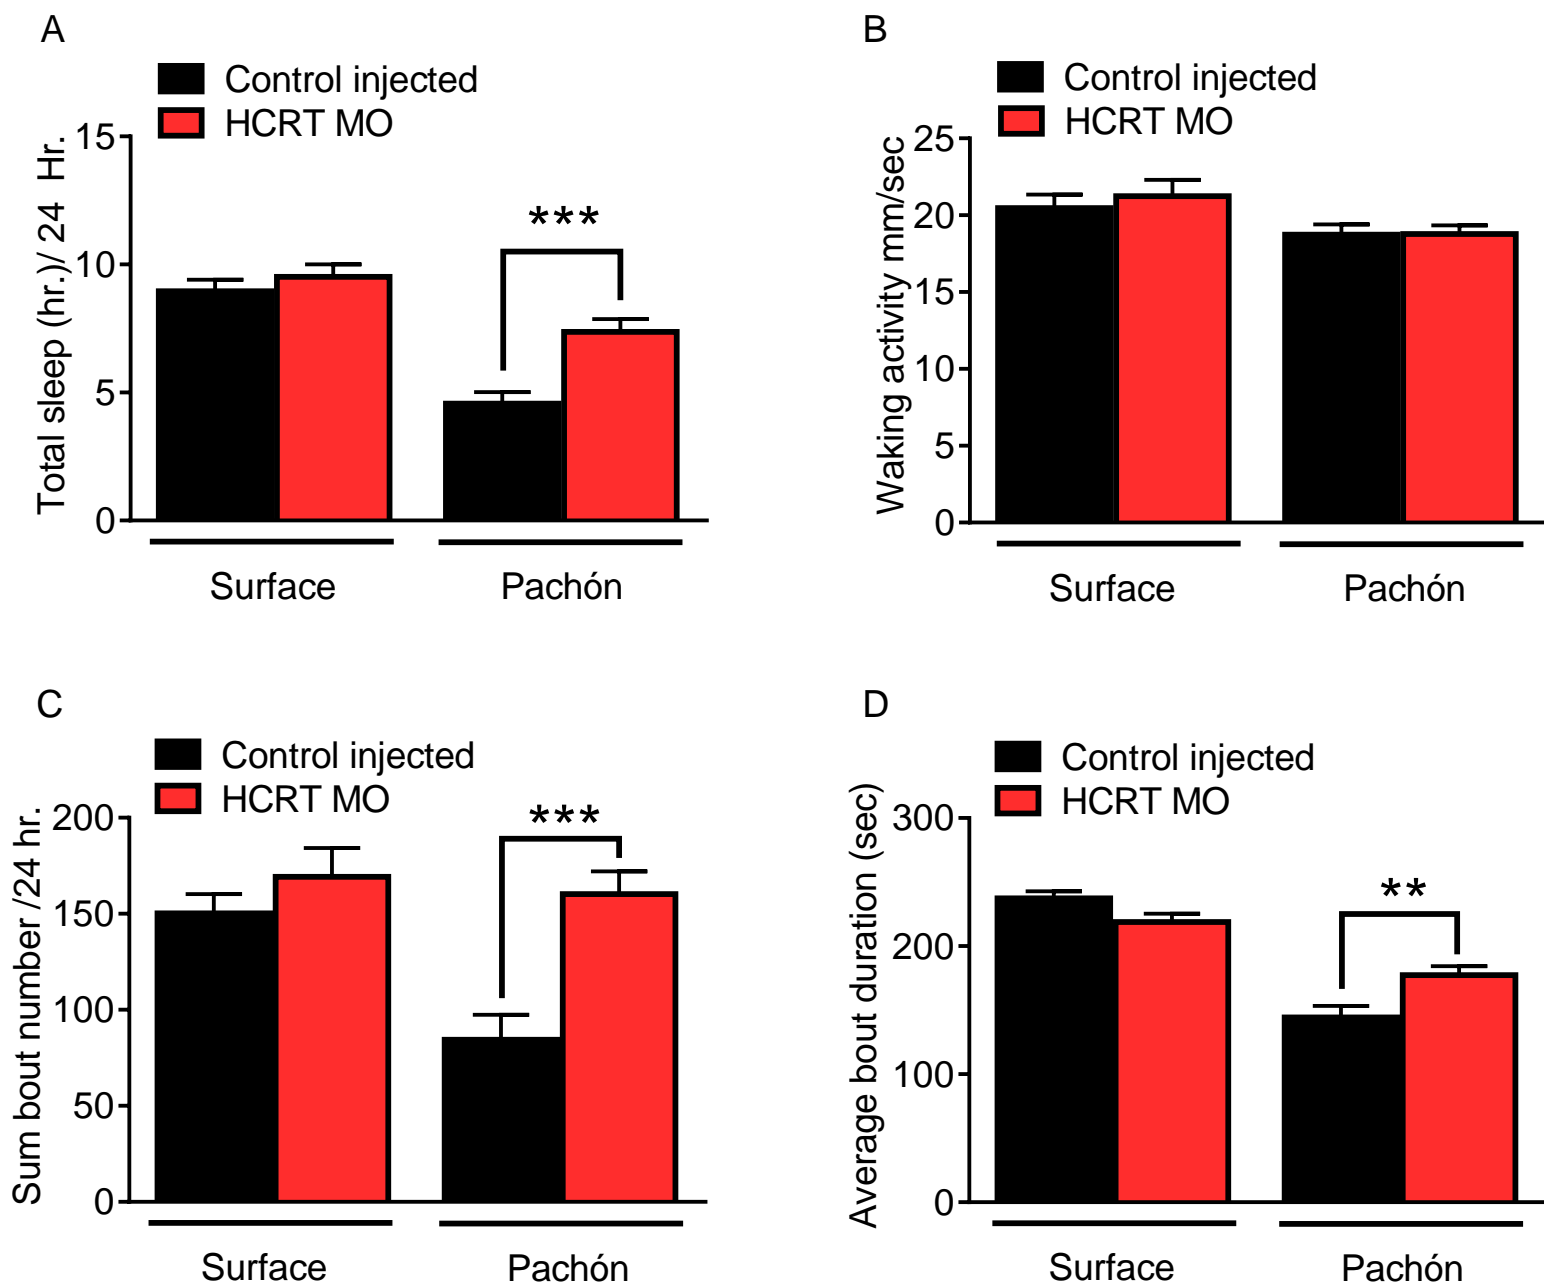 A
Control injected
HCRT MO
Total sleep (hr.)/ 24 Hr.
15
10
5
0
***
Surface
Pachón
B
Control injected
HCRT MO
Waking activity mm/sec
25
20
15
10
5
0
Surface
Pachón
C
Control injected
HCRT MO
Sum bout number /24 hr.
200
150
100
50
0
***
Surface
Pachón
D
Control injected
HCRT MO
Average bout duration (sec)
300
200
100
0
**
Surface
Pachón